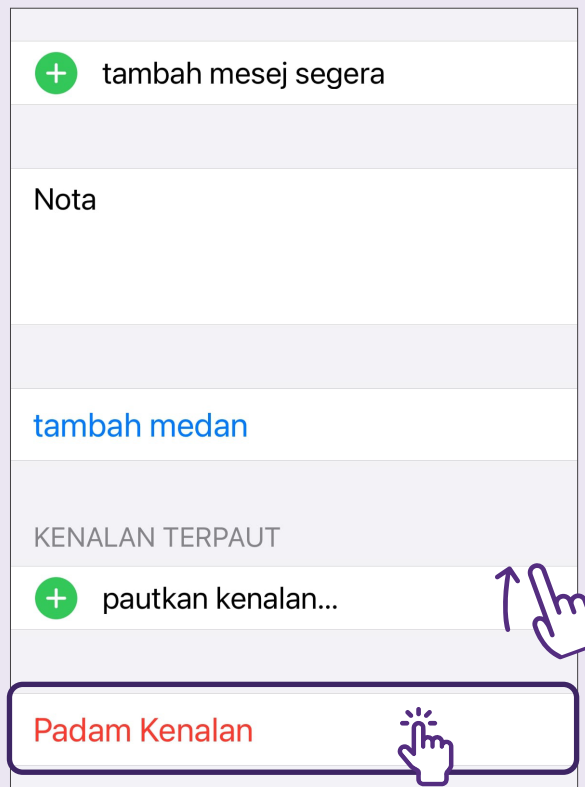 tambah mesej segera
Nota
tambah medan
KENALAN TERPAUT
pautkan kenalan...
Padam Kenalan